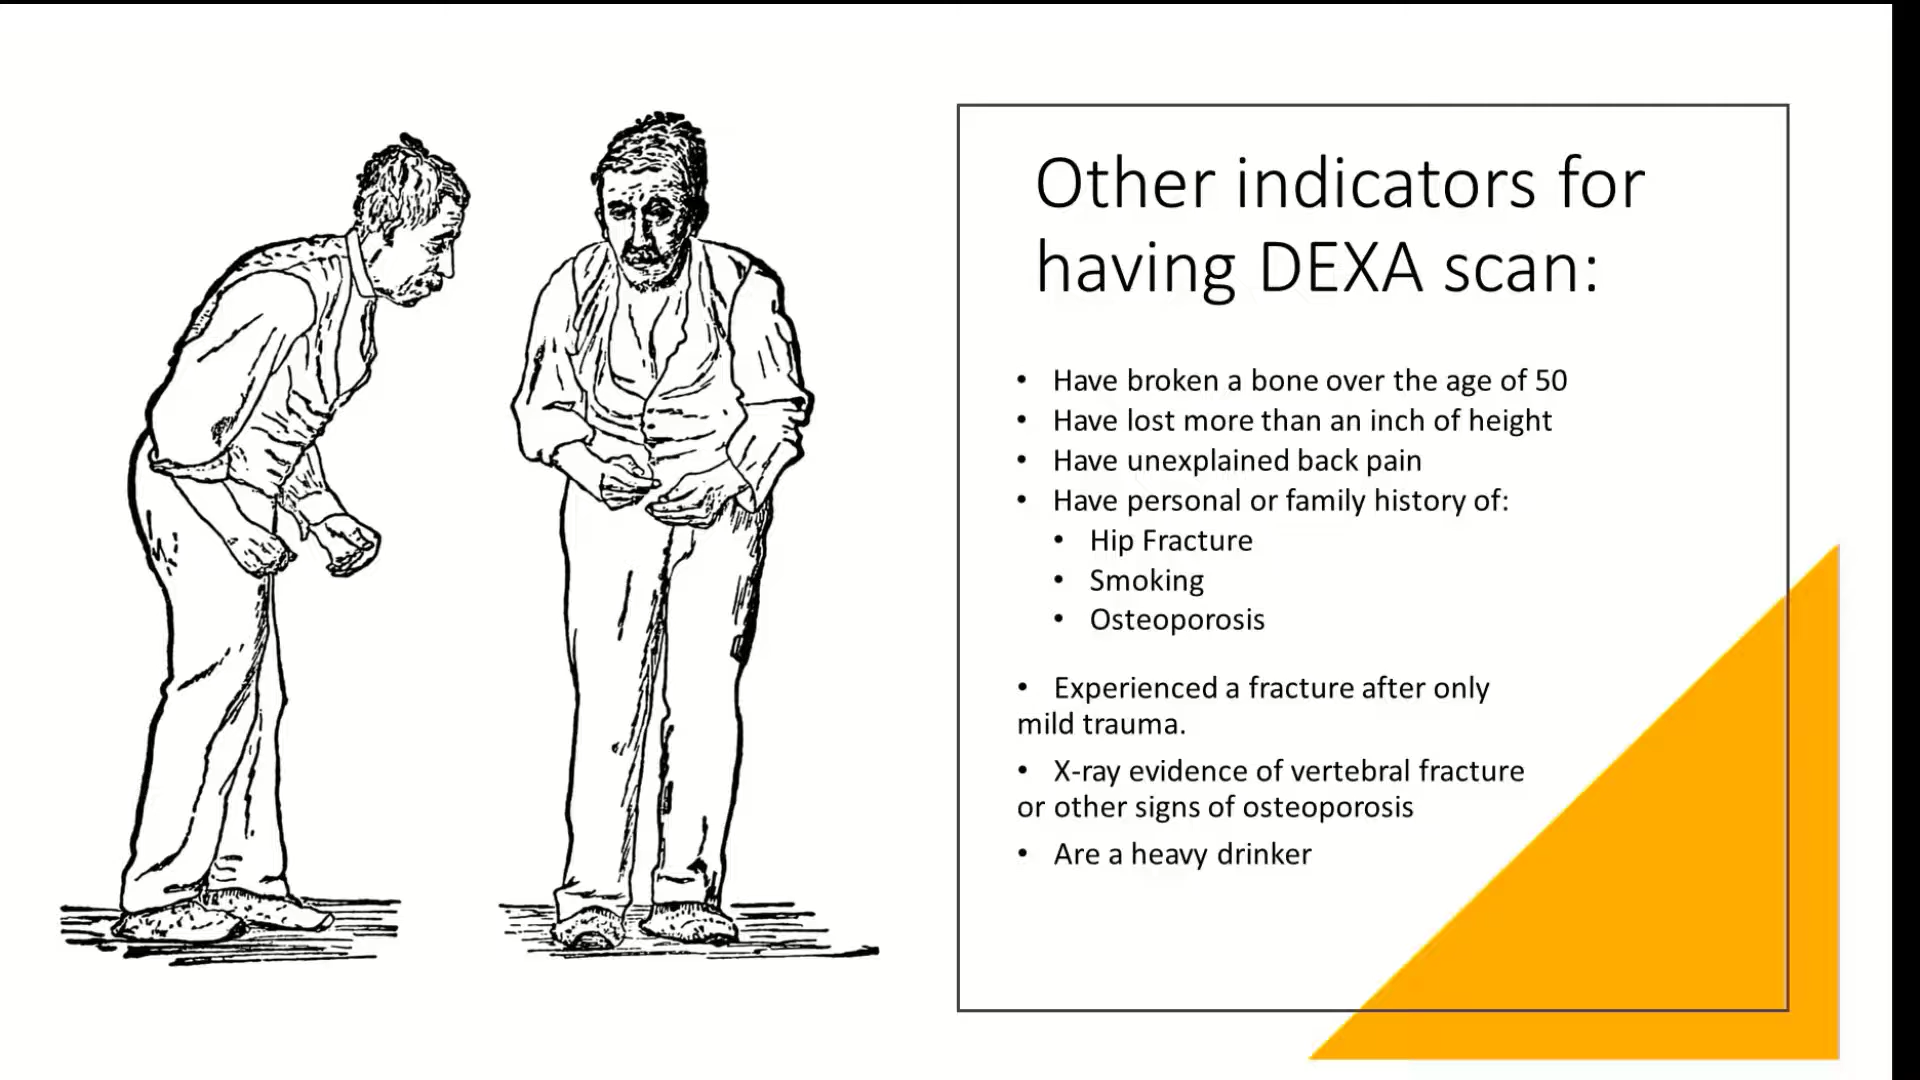 Other indicators for
having DEXA scan:
• Have broken a bone over the age of 50
• Have lost more than an inch of height
• Have unexplained back pain
• Have personal or family history of:
• Hip Fracture
• Smoking
• Osteoporosis
• Experienced a fracture after only
mild trauma.
• X-ray evidence of vertebral fracture
or other signs of osteoporosis
• Are a heavy drinker